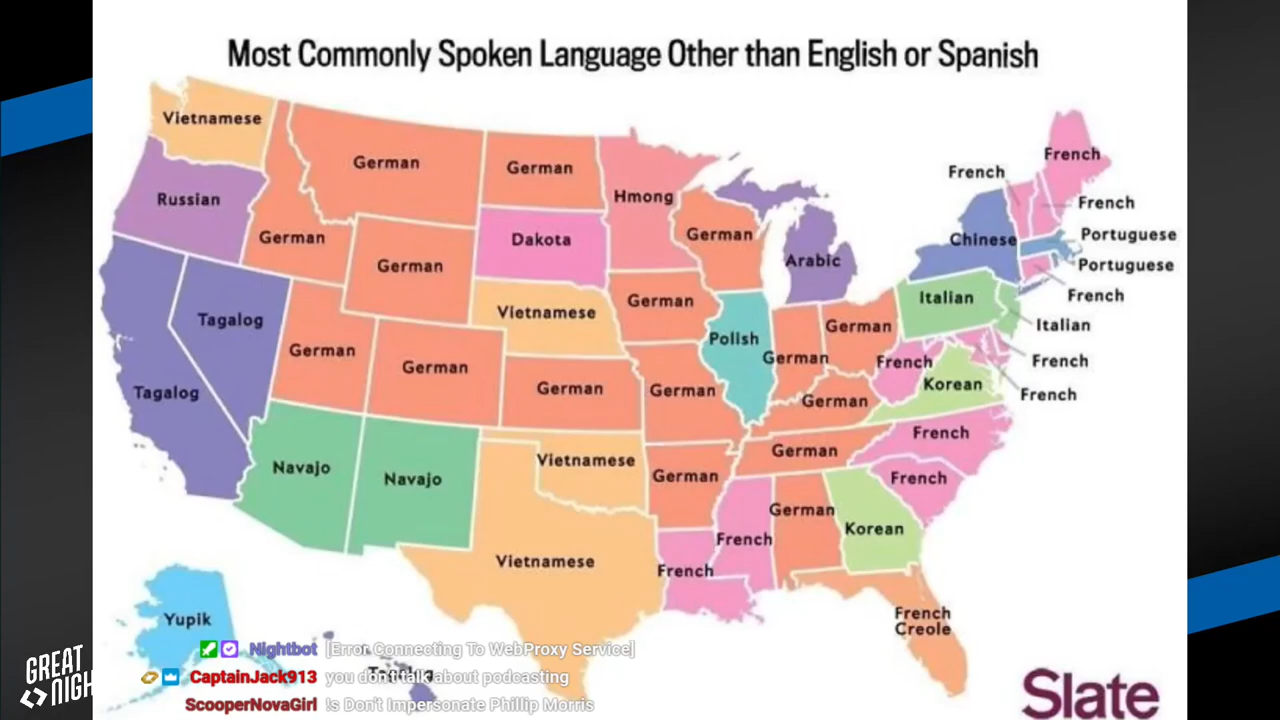 Most Commonly Spoken Language Other than English or Spanish
Vietnamese
German
German
Hmong
French
French
French
Russian
German
German
Dakota
German
Arabic
Chinese
Portuguese
Portuguese
French
Italian
Italian
Tagalog
German
German
Vietnamese
German
Polish
German
German
French
French
French
Tagalog
German
German
German
Korean
Navajo
Navajo
Vietnamese
German
German
French
French
French
German
Korean
Vietnamese
French
French
Creole
Yupik
GREAT
NIGH
Nightbot [Error Connecting To WebProxy Service]
CaptainJack913 you dont talk about podcasting
ScooperNovaGirl Is Don't Impersonate Phillip Morris
Slate